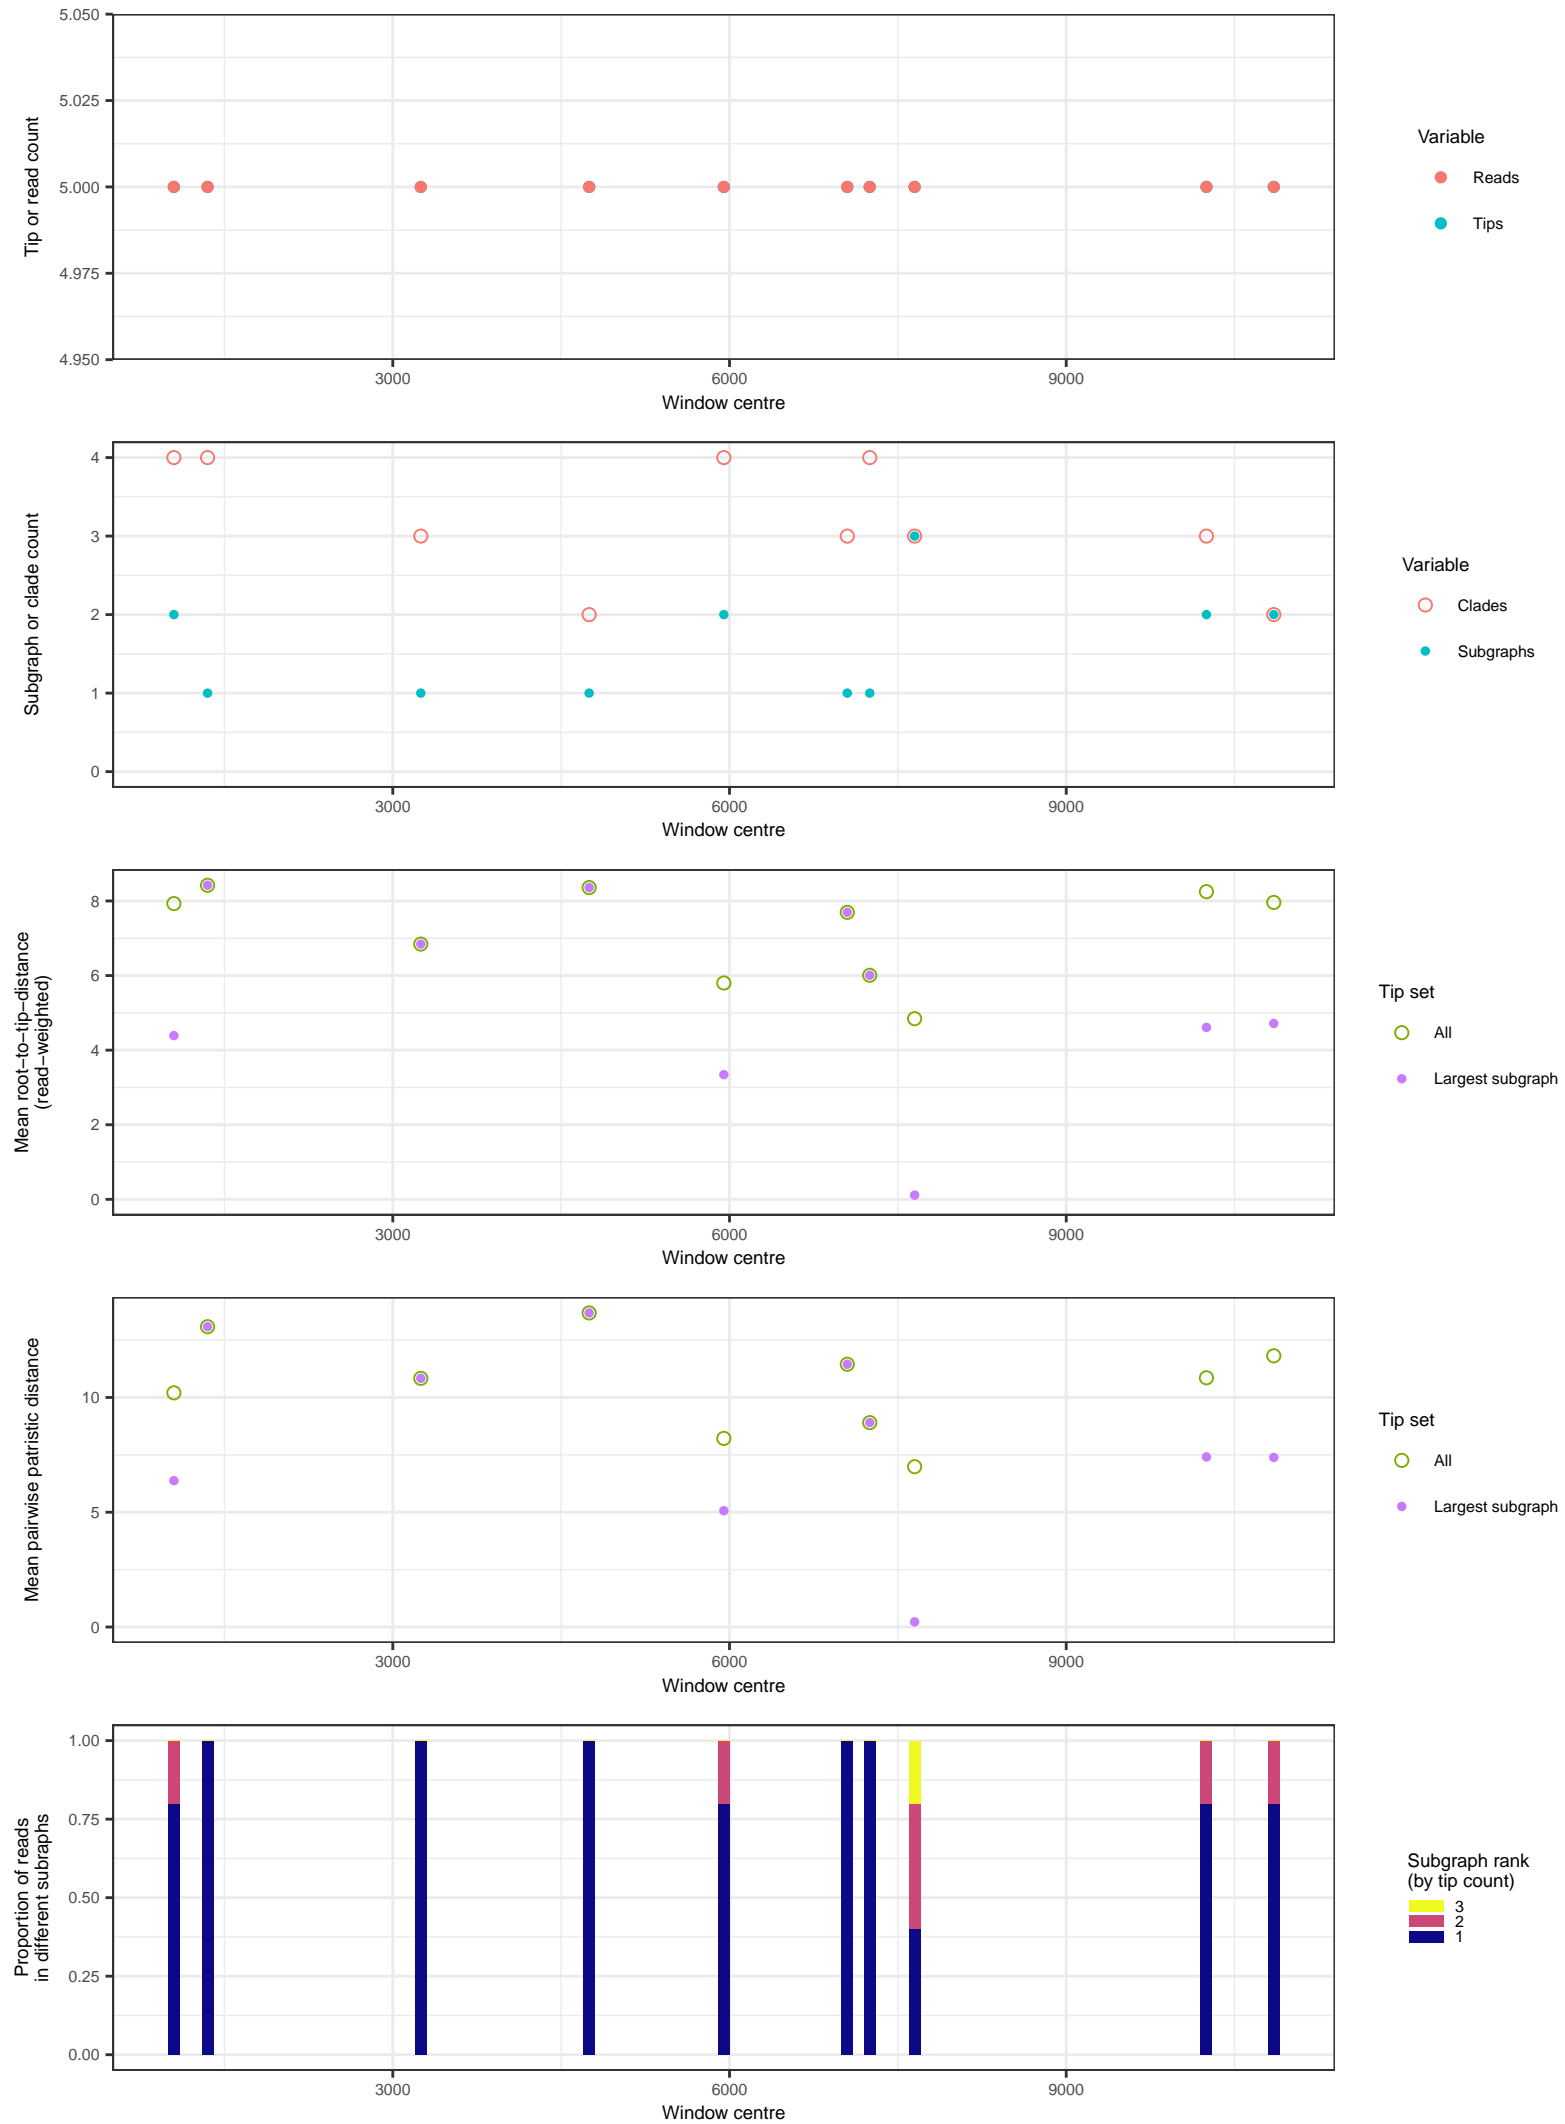 5.050
5.025
5.000
4.975
4.950
Tip or read count
3000 6000 9000
Window centre
Variable
Reads
Tips
4
3
2
1
0
Subgraph or clade count
3000 6000 9000
Window centre
Variable
Clades
Subgraphs
8
6
4
2
0
Mean root−to−tip−distance
(read−weighted)
3000 6000 9000
Window centre
Tip set
All
Largest subgraph
10
5
0
Mean pairwise patristic distance
3000 6000 9000
Window centre
Tip set
All
Largest subgraph
1.00
0.75
0.50
0.25
0.00
Proportion of reads
in different subraphs
3000 6000 9000
Window centre
Subgraph rank
(by tip count)
3
2
1